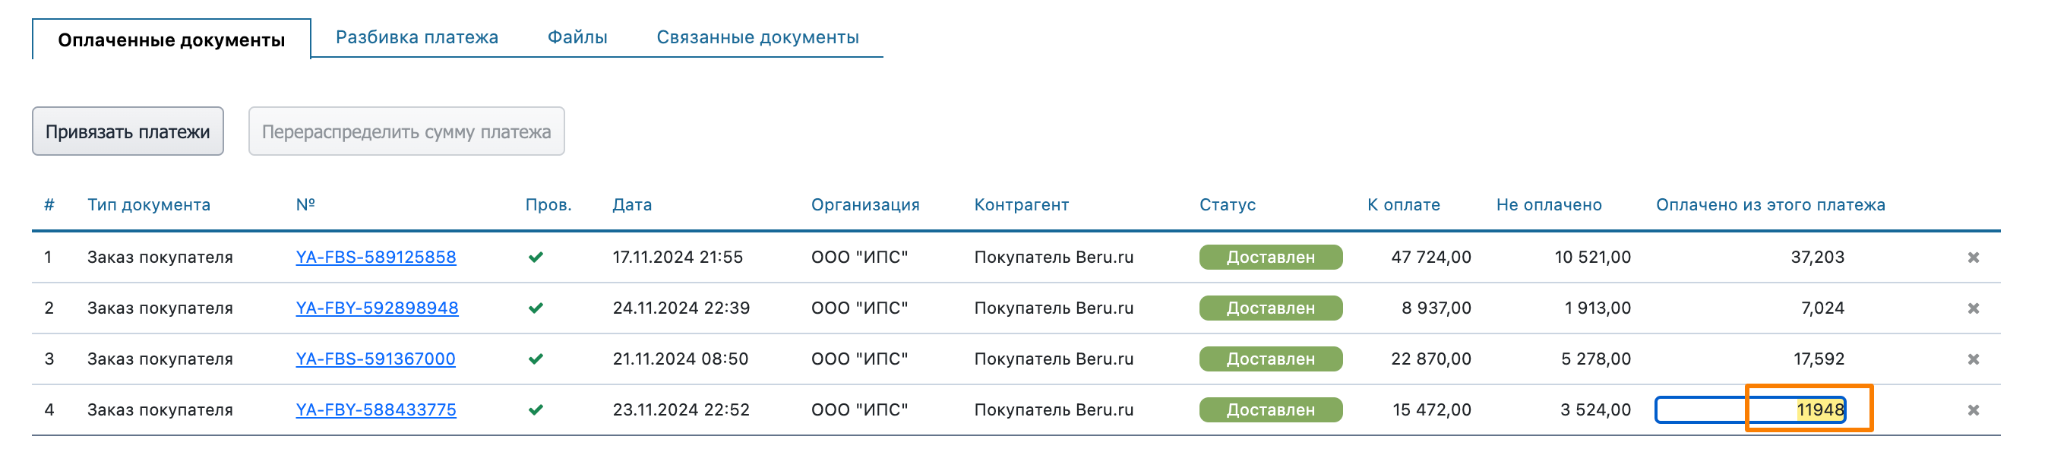 Оплаченные документы Разбивка платежа Файлы Связанные документы
Привязать платежи Перераспределить сумму платежа
# Тип документа № Пров. Дата Организация Контрагент Статус К оплате Не оплачено Оплачено из этого платежа
1 Заказ покупателя YA-FBS-589125858 ✔ 17.11.2024 21:55 ООО "ИПС" Покупатель Beru.ru Доставлен 47 724,00 10 521,00 37,203 ✖
2 Заказ покупателя YA-FBY-592898948 ✔ 24.11.2024 22:39 ООО "ИПС" Покупатель Beru.ru Доставлен 8 937,00 1 913,00 7,024 ✖
3 Заказ покупателя YA-FBS-591367000 ✔ 21.11.2024 08:50 ООО "ИПС" Покупатель Beru.ru Доставлен 22 870,00 5 278,00 17,592 ✖
4 Заказ покупателя YA-FBY-588433775 ✔ 23.11.2024 22:52 ООО "ИПС" Покупатель Beru.ru Доставлен 15 472,00 3 524,00 11948 ✖